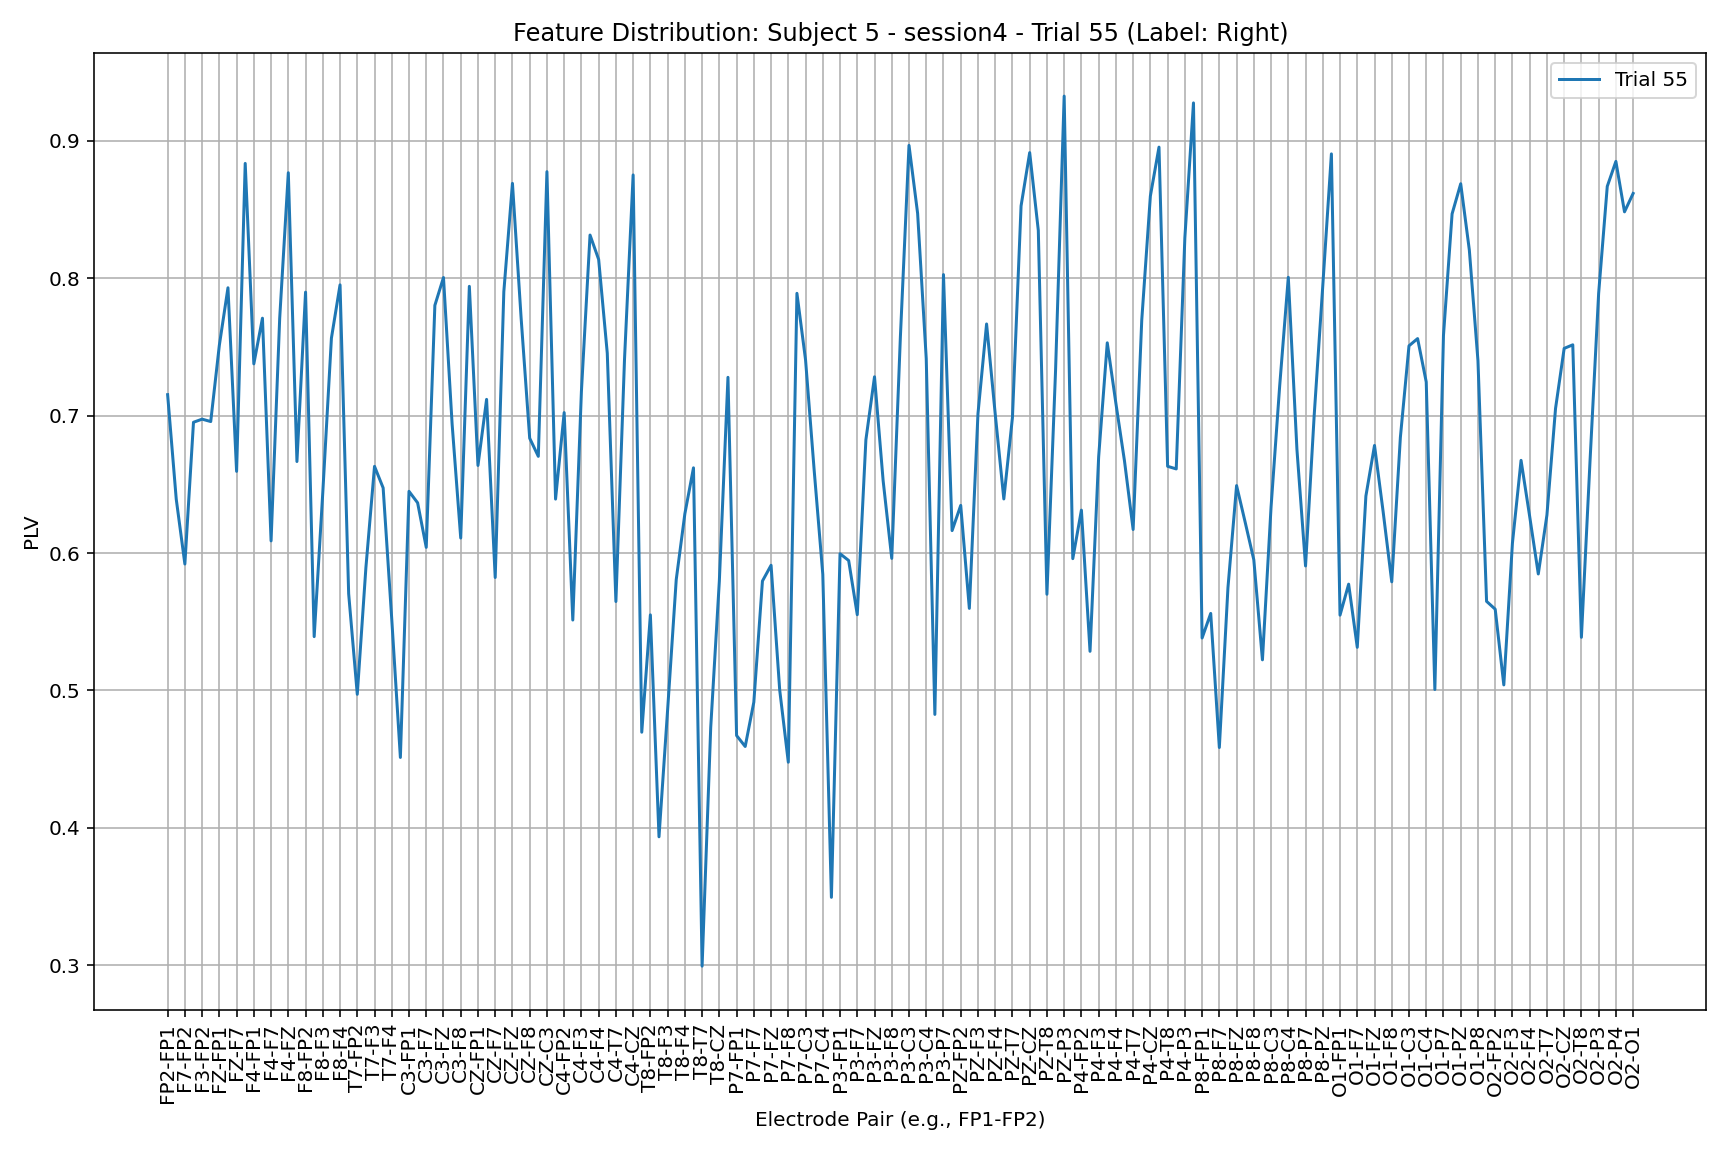 Feature Distribution: Subject 5 - session4 - Trial 55 (Label: Right)
Trial 55
PLV
0.9
0.8
0.7
0.6
0.5
0.4
0.3
FP2-FP1
F7-FP2
F3-FP2
FZ-FP1
FZ-F7
F4-FP1
F4-F7
F4-FZ
F8-FP2
F8-F3
F8-F4
T7-FP2
T7-F3
T7-F4
C3-FP1
C3-F7
C3-FZ
C3-F8
CZ-FP1
CZ-F7
CZ-FZ
CZ-F8
CZ-C3
C4-FP2
C4-F3
C4-F4
C4-T7
C4-CZ
T8-FP2
T8-F3
T8-F4
T8-T7
T8-CZ
P7-FP1
P7-F7
P7-FZ
P7-F8
P7-C3
P7-C4
P3-FP1
P3-F7
P3-FZ
P3-F8
P3-C3
P3-C4
P3-P7
PZ-FP2
PZ-F3
PZ-F4
PZ-T7
PZ-CZ
PZ-T8
PZ-P3
P4-FP2
P4-F3
P4-F4
P4-T7
P4-CZ
P4-T8
P4-P3
P8-FP1
P8-F7
P8-FZ
P8-F8
P8-C3
P8-C4
P8-P7
P8-PZ
O1-FP1
O1-F7
O1-FZ
O1-F8
O1-C3
O1-C4
O1-P7
O1-PZ
O1-P8
O2-FP2
O2-F3
O2-F4
O2-T7
O2-CZ
O2-T8
O2-P3
O2-P4
O2-O1
Electrode Pair (e.g., FP1-FP2)